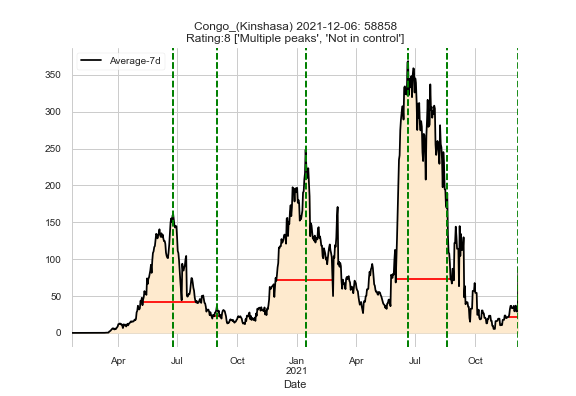 Congo_(Kinshasa) 2021-12-06: 58858
Rating:8 ['Multiple peaks', 'Not in control']
Average-7d
350
300
250
200
150
100
50
0
Apr Jul Oct Jan Apr Jul Oct
2021
Date